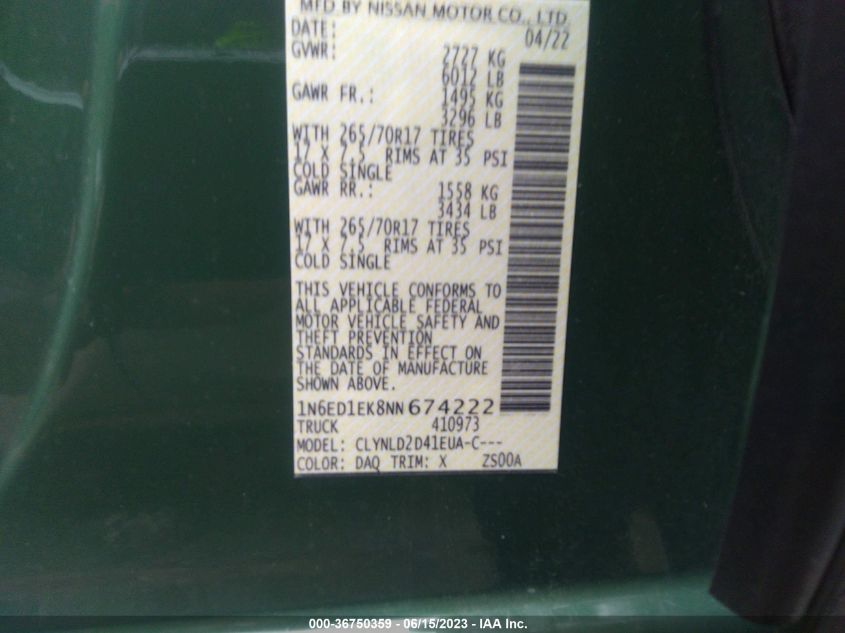 MFD BY NISSAN MOTOR CO., LTD.
DATE: 04/22
GVWR: 2727 KG
6012 LB
GAWR FR.: 1495 KG
3296 LB
WITH 265/70R17 TIRES
17 X 7.5 RIMS AT 35 PSI
COLD SINGLE
GAWR RR.: 1558 KG
3434 LB
WITH 265/70R17 TIRES
17 X 7.5 RIMS AT 35 PSI
COLD SINGLE
THIS VEHICLE CONFORMS TO
ALL APPLICABLE FEDERAL
MOTOR VEHICLE SAFETY AND
THEFT PREVENTION
STANDARDS IN EFFECT ON
THE DATE OF MANUFACTURE
SHOWN ABOVE.
1N6ED1EK8NN674222
TRUCK 410973
MODEL: CLYNLD2D41EUA-C---
COLOR: DAQ TRIM: X ZS00A
000-36750359 - 06/15/2023 - IAA Inc.